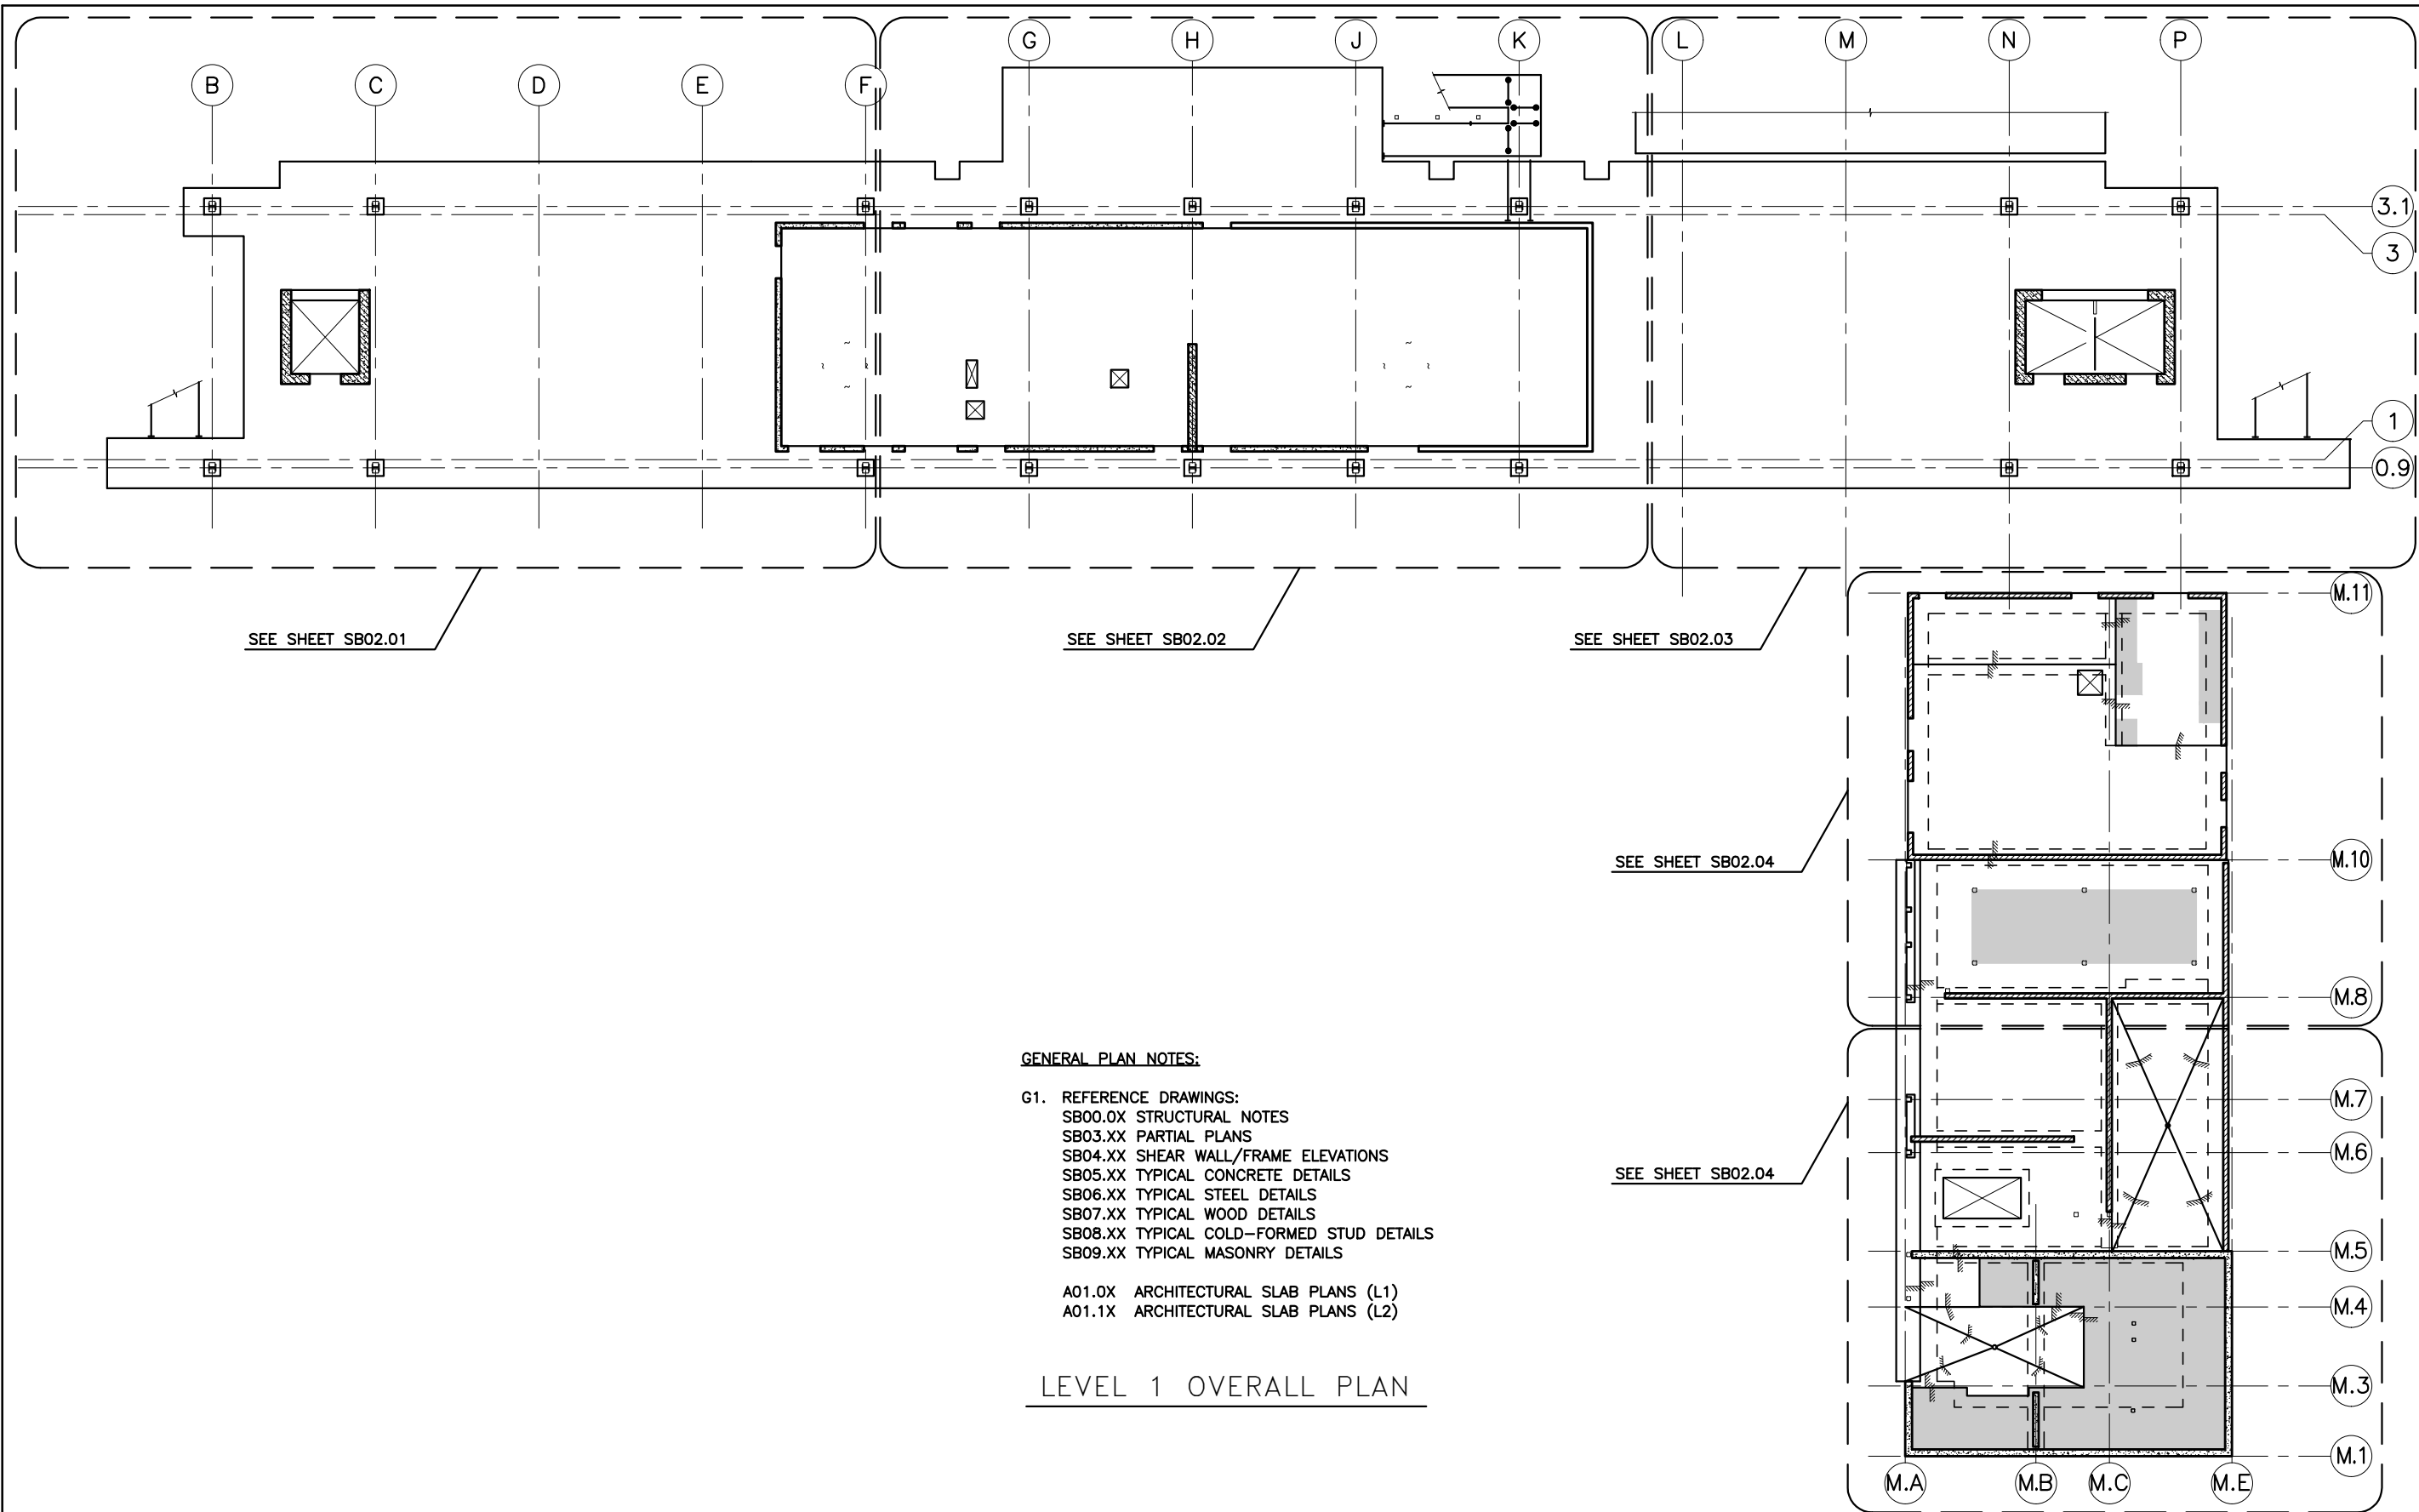 G H J K L M N P
B C D E F
3.1
3
1
0.9
M.11
SEE SHEET SB02.01 SEE SHEET SB02.02 SEE SHEET SB02.03
M.10
SEE SHEET SB02.04
M.8
GENERAL PLAN NOTES:
G1. REFERENCE DRAWINGS:
SB00.0X STRUCTURAL NOTES
SB03.XX PARTIAL PLANS
SB04.XX SHEAR WALL/FRAME ELEVATIONS
SB05.XX TYPICAL CONCRETE DETAILS
SB06.XX TYPICAL STEEL DETAILS
SB07.XX TYPICAL WOOD DETAILS
SB08.XX TYPICAL COLD-FORMED STUD DETAILS
SB09.XX TYPICAL MASONRY DETAILS
A01.0X ARCHITECTURAL SLAB PLANS (L1)
A01.1X ARCHITECTURAL SLAB PLANS (L2)
LEVEL 1 OVERALL PLAN
M.7
M.6
SEE SHEET SB02.04
M.5
M.4
M.3
M.1
M.A M.B M.C M.E